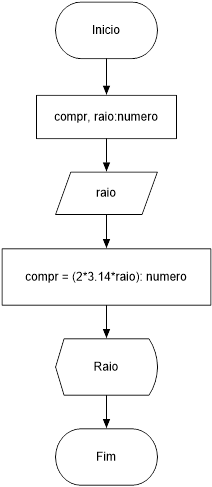 Inicio
compr, raio:numero
raio
compr = (2*3.14*raio): numero
Raio
Fim